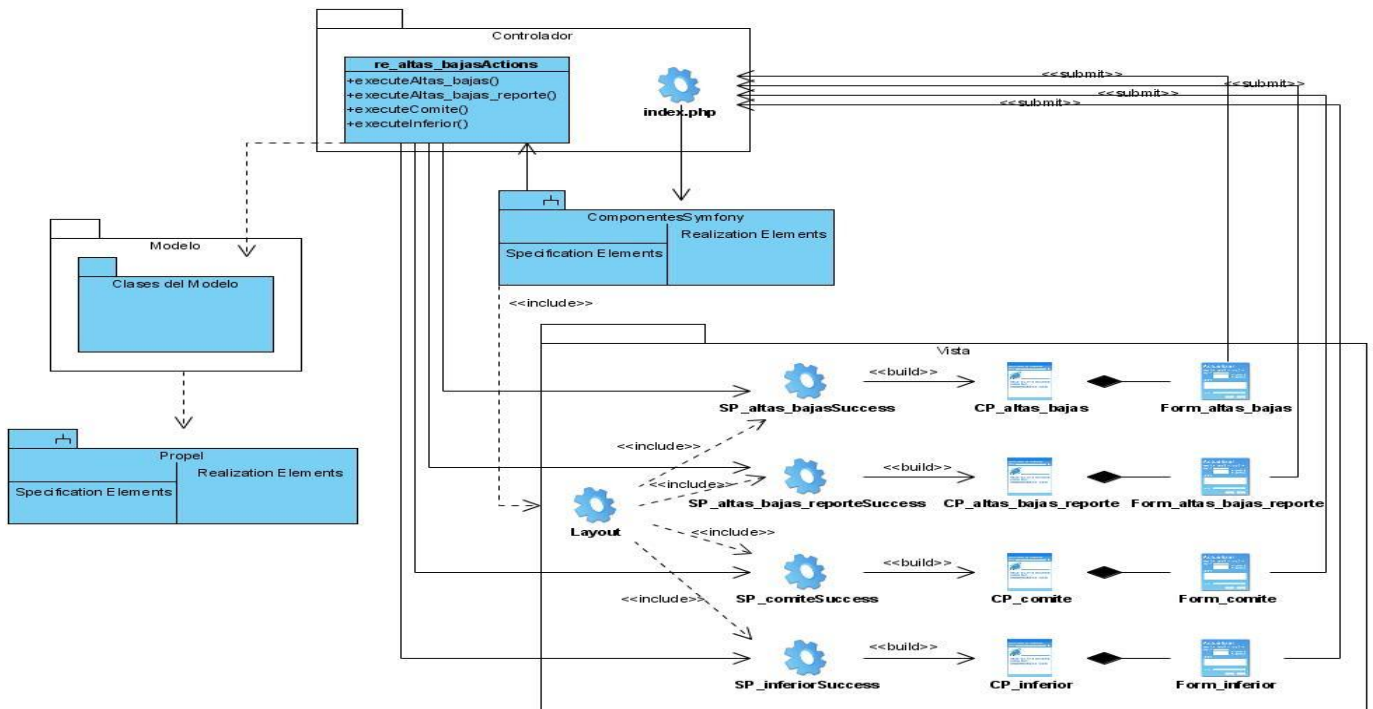 Controlador
re_altas_bajasActions
+executeAltas_bajas()
+executeAltas_bajas_reporte()
+executeComite()
+executeInferior()
index.php
<<submit>>
<<submit>>
<<submit>>
<<submit>>
Modelo
Clases del Modelo
ComponentesSymfony
Specification Elements
Realization Elements
<<include>>
Propel
Specification Elements
Realization Elements
Vista
SP_altas_bajasSuccess
<<build>>
CP_altas_bajas
Form_altas_bajas
<<include>>
<<include>>
SP_altas_bajas_reporteSuccess
<<build>>
CP_altas_bajas_reporte
Form_altas_bajas_reporte
Layout
<<include>>
SP_comiteSuccess
<<build>>
CP_comite
Form_comite
<<include>>
SP_inferiorSuccess
<<build>>
CP_inferior
Form_inferior